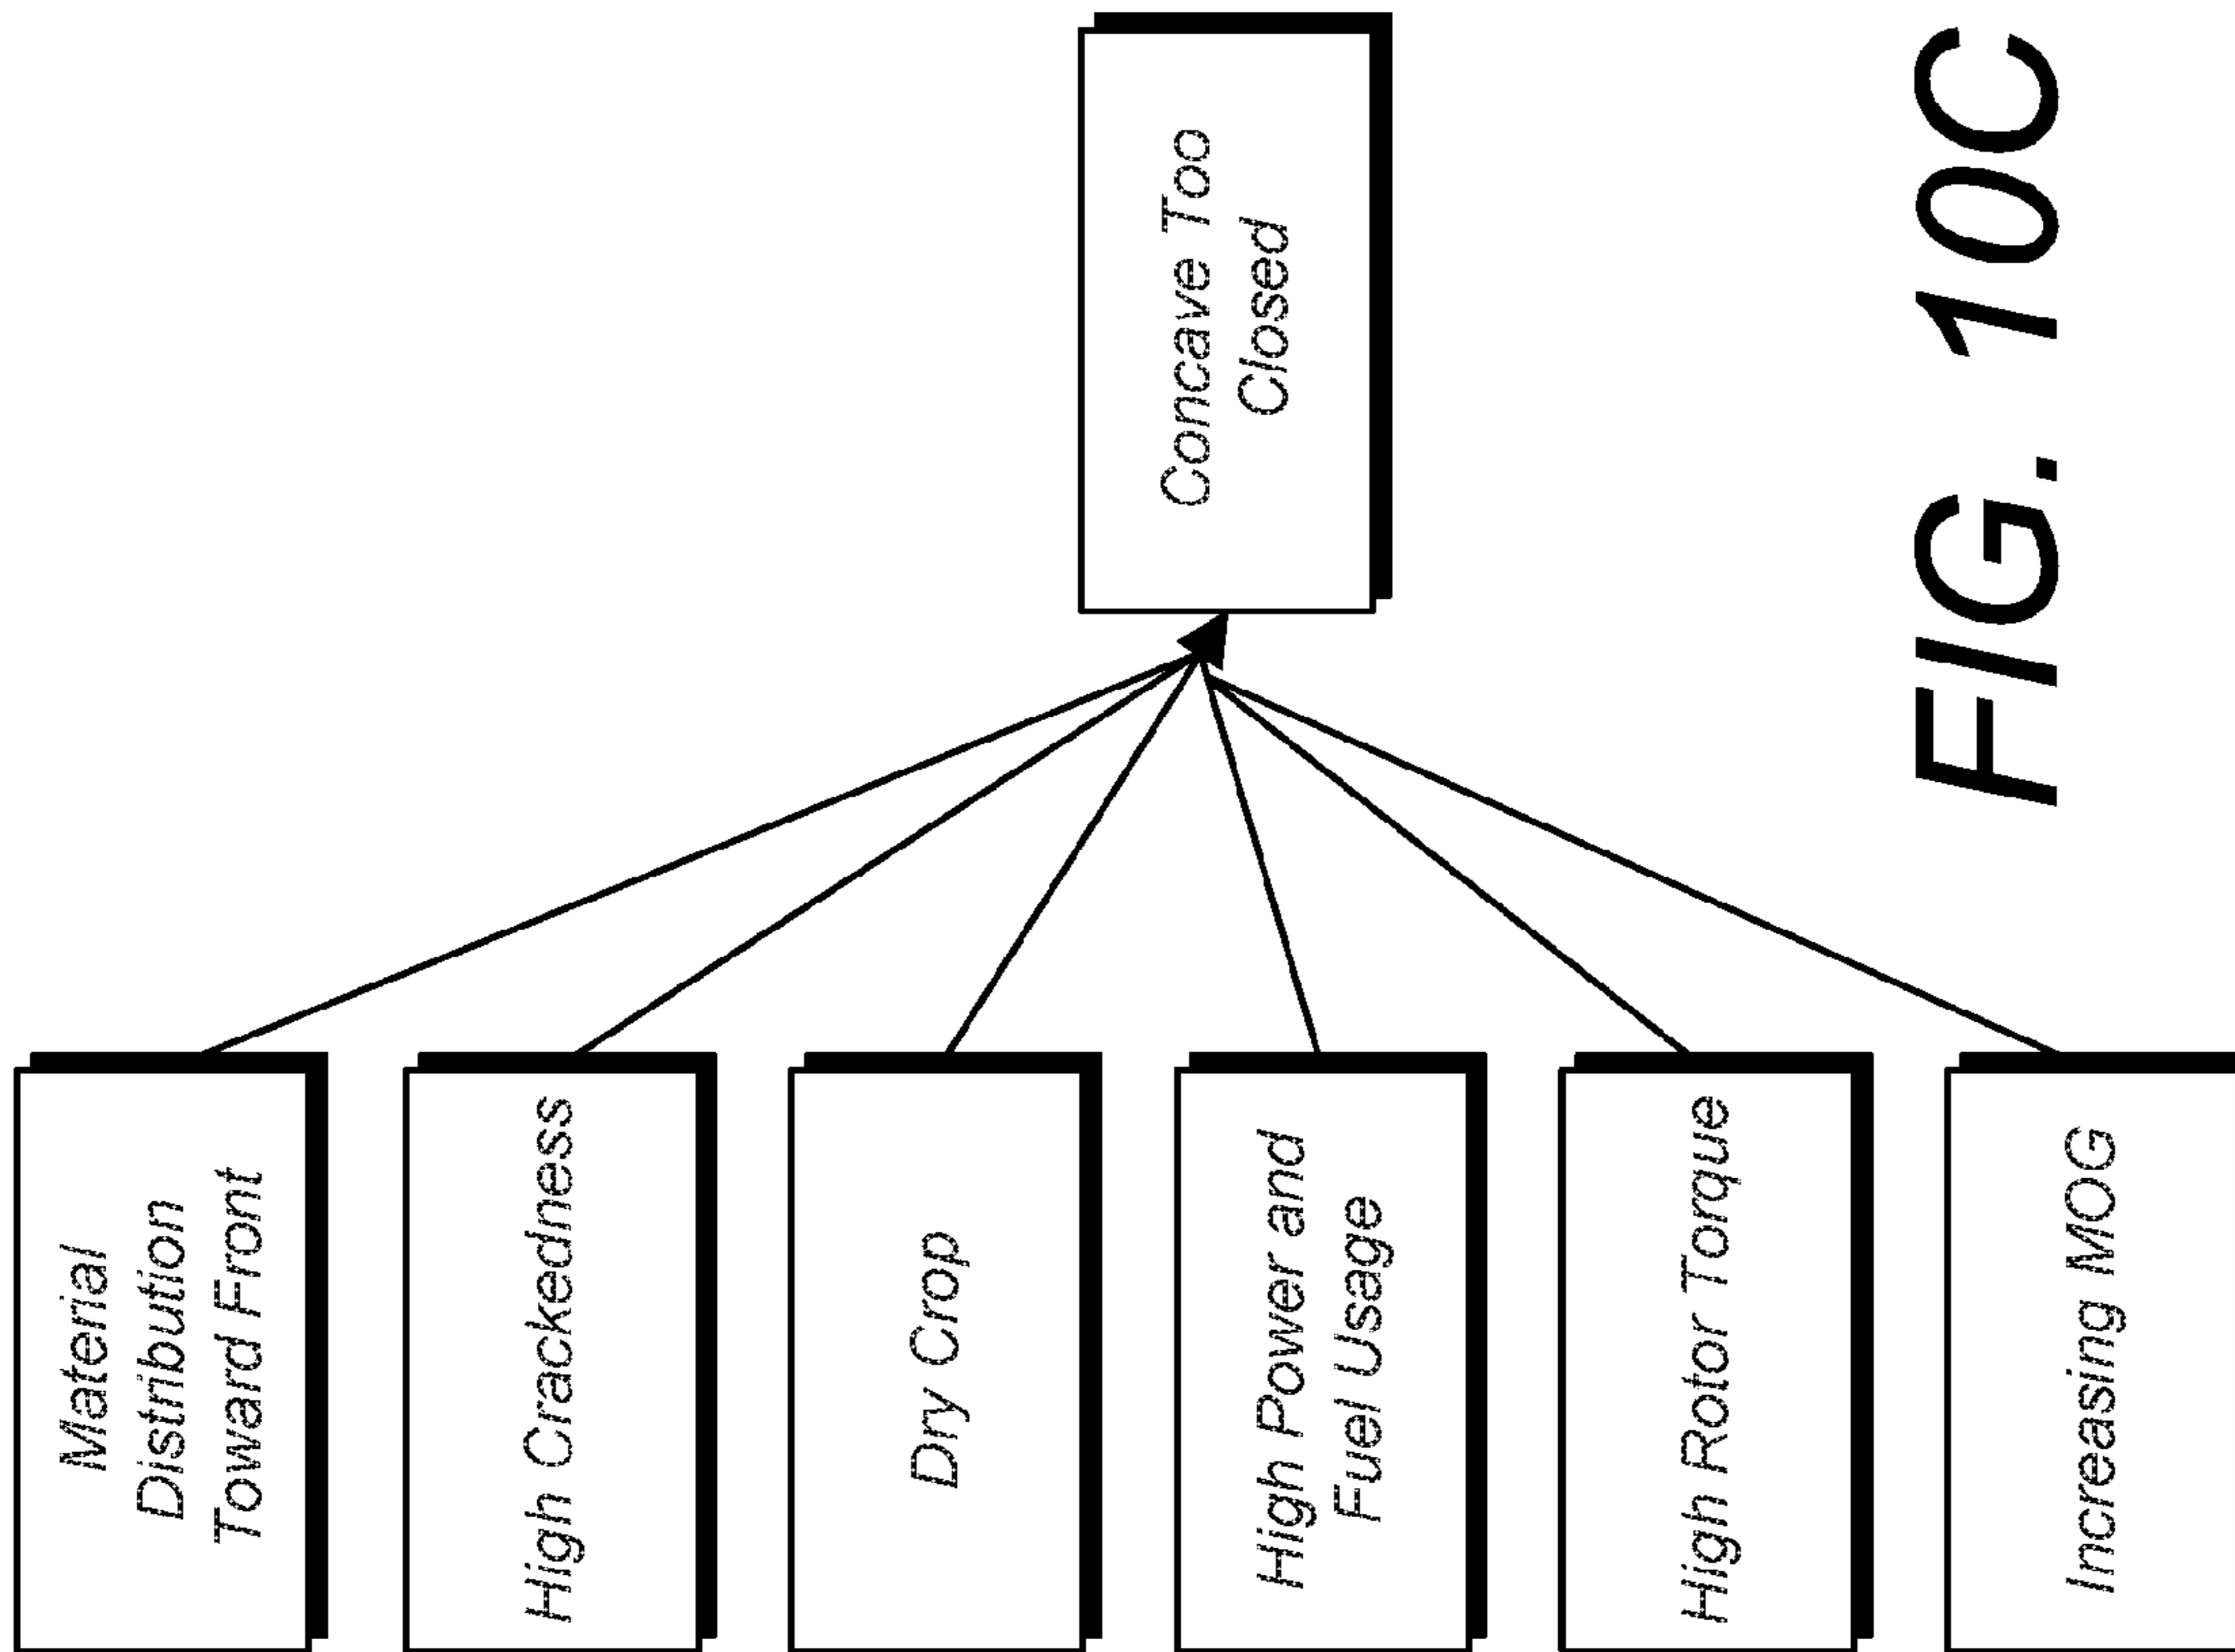 Material
Distribution
Toward Front
High Crackedness
Dry Crop
High Power and
Fuel Usage
High Rotor Torque
Increasing MOG
Concave Too
Closed
FIG. 10C